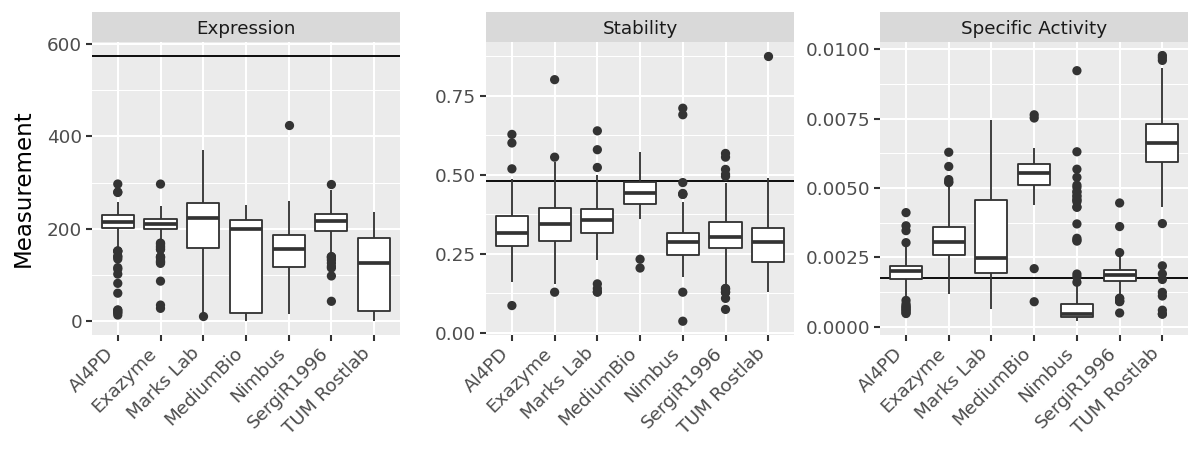 Expression
Stability
Specific Activity
Measurement
600
400
200
0
0.75
0.50
0.25
0.00
0.0100
0.0075
0.0050
0.0025
0.0000
AI4PD
Exazyme
Marks Lab
MediumBio
Nimbus
SergiR1996
TUM Rostlab
AI4PD
Exazyme
Marks Lab
MediumBio
Nimbus
SergiR1996
TUM Rostlab
AI4PD
Exazyme
Marks Lab
MediumBio
Nimbus
SergiR1996
TUM Rostlab